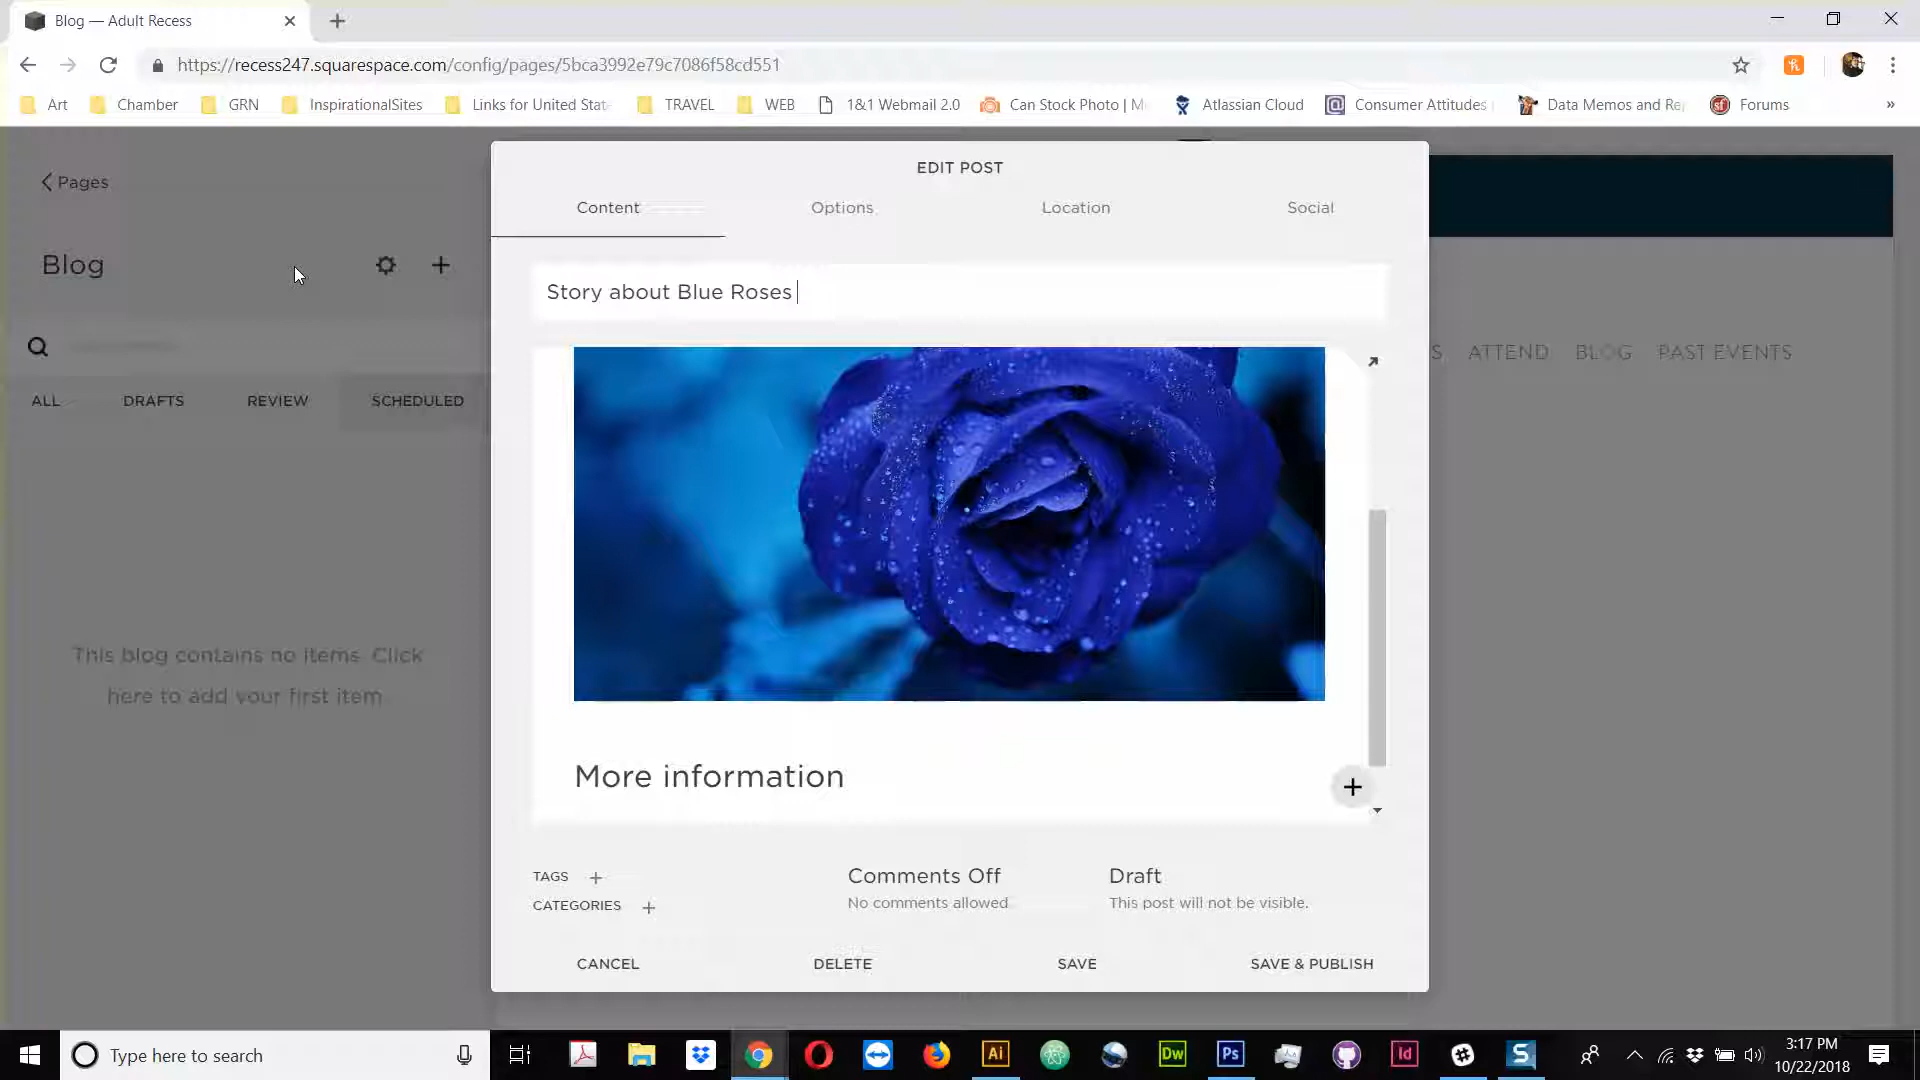 Blog — Adult Recess
https://recess247.squarespace.com/config/pages/5bca3992e79c7086f58cd551
Art
Chamber
GRN
InspirationalSites
Links for United Stat
TRAVEL
WEB
1&1 Webmail 2.0
Can Stock Photo | M
Atlassian Cloud
Consumer Attitudes
Data Memos and Re
Forums
»
Pages
Blog
ALL
DRAFTS
REVIEW
SCHEDULED
This blog contains no items. Click
here to add your first item.
EDIT POST
Content
Options
Location
Social
Story about Blue Roses
More information
TAGS +
CATEGORIES +
Comments Off
No comments allowed.
Draft
This post will not be visible.
CANCEL
DELETE
SAVE
SAVE & PUBLISH
S
ATTEND
BLOG
PAST EVENTS
Type here to search
Ai
Dw
Ps
Id
S
3:17 PM
10/22/2018